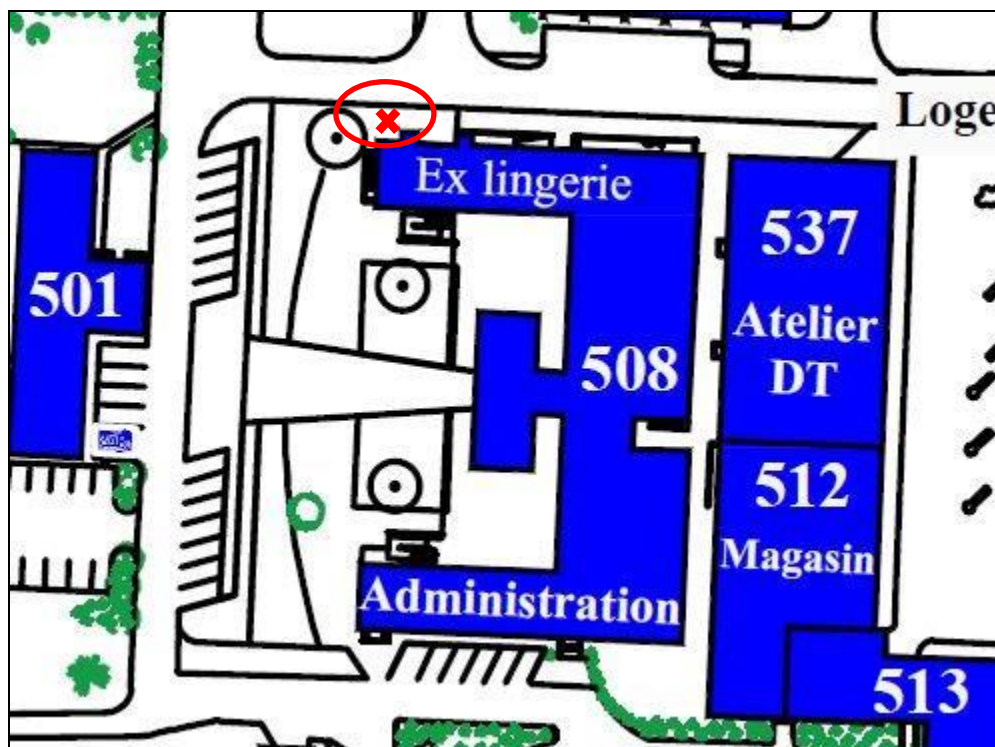 Loge
Ex lingerie
537
501
Atelier
DT
508
512
Magasin
Administration
513